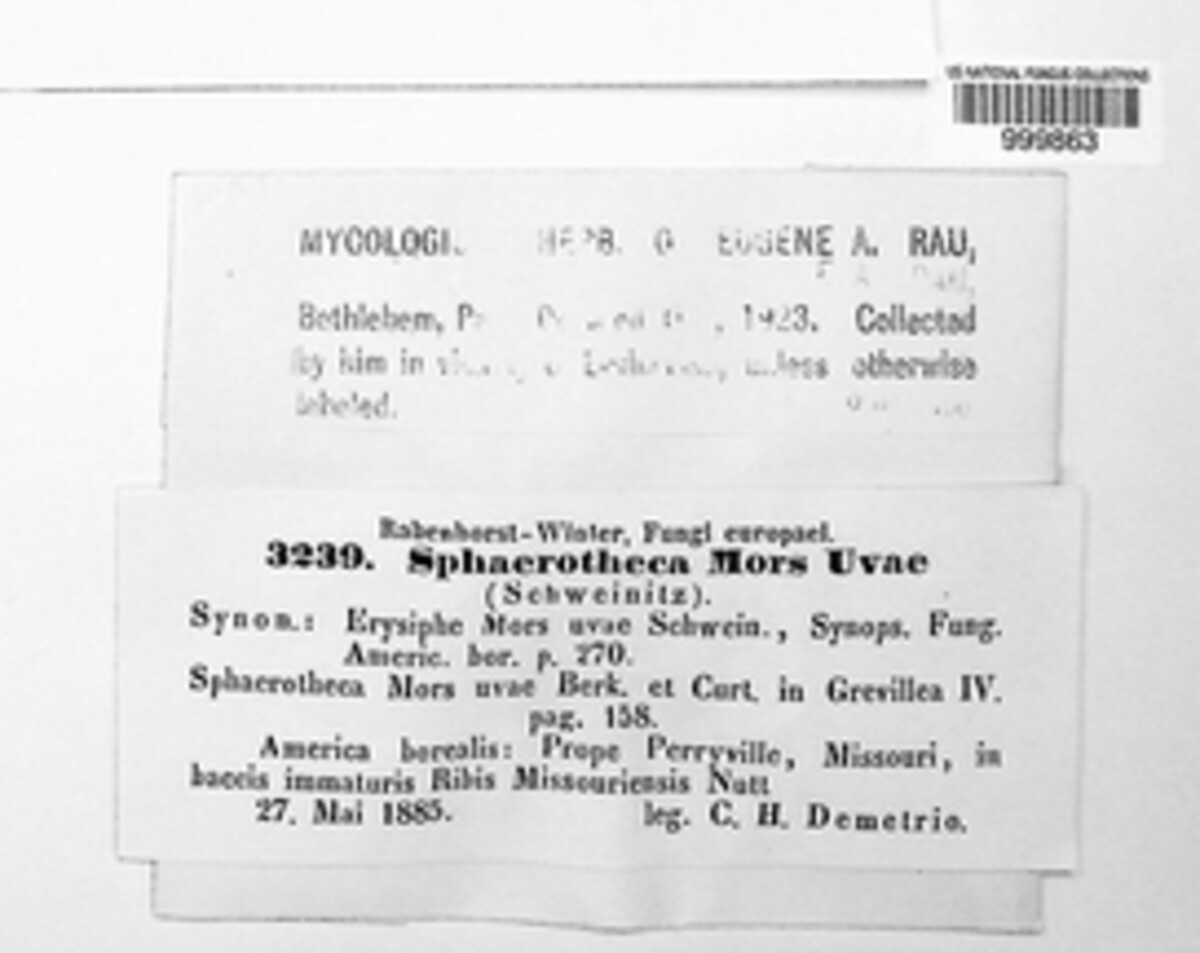 US NATIONAL FUNGUS COLLECTIONS
999863
EUGENE A. RAU,
Bethlehem, 1923. Collected
by him in unless otherwise
labeled.
Rabenhorst-Winter, Fungi europaei.
3239. Sphaerotheca Mors Uvae
(Schweinitz).
Synon.: Erysiphe Mors uvae Schwein., Synops. Fung.
Americ. bor. p. 270.
Sphaerotheca Mors uvae Berk. et Curt. in Grevillea IV.
pag. 158.
America borealis: Prope Perryville, Missouri, in
baccis immaturis Ribis Missouriensis Nutt
27. Mai 1885. leg. C. H. Demetrio.